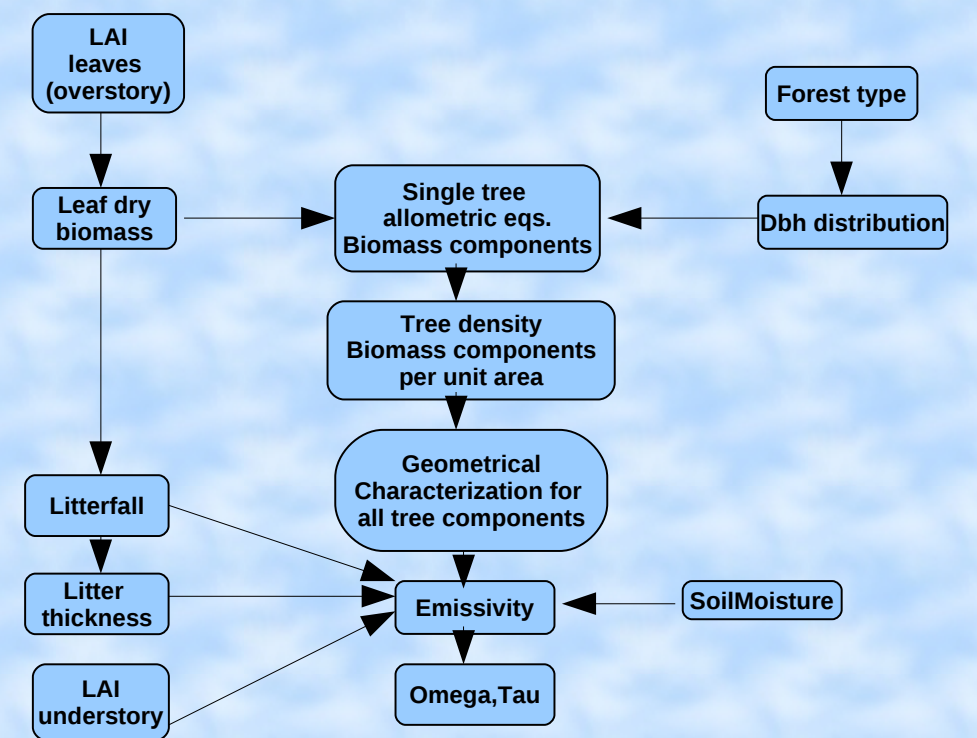 LAI
leaves
(overstory)
Forest type
Leaf dry
biomass
Single tree
allometric eqs.
Biomass components
Dbh distribution
Tree density
Biomass components
per unit area
Geometrical
Characterization for
all tree components
Litterfall
Litter
thickness
Emissivity
SoilMoisture
LAI
understory
Omega,Tau